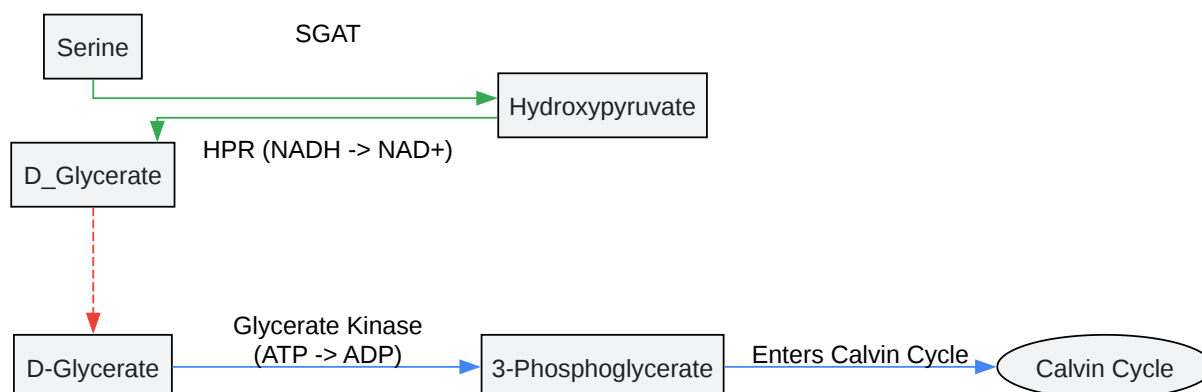 Serine
SGAT
Hydroxypyruvate
HPR (NADH -> NAD+)
D_Glycerate
D-Glycerate
Glycerate Kinase
(ATP -> ADP)
3-Phosphoglycerate
Enters Calvin Cycle
Calvin Cycle